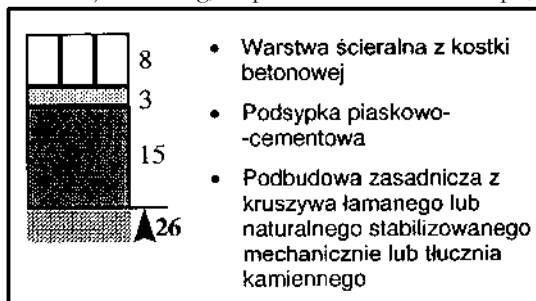 8
3
15
26
• Warstwa ścieralna z kostki
betonowej
• Podsypka piaskowo-
-cementowa
• Podbudowa zasadnicza z
kruszywa łamanego lub
naturalnego stabilizowanego
mechanicznie lub tłucznia
kamiennego